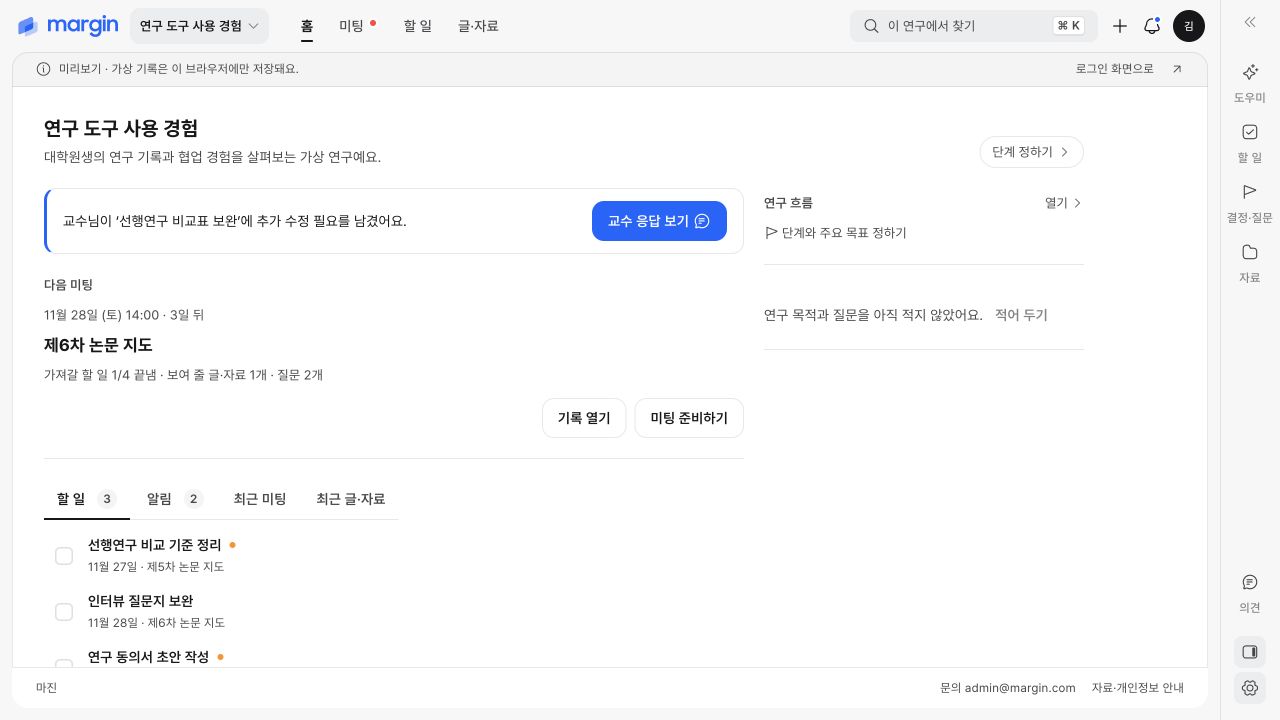 margin
연구 도구 사용 경험
홈
미팅
할 일
글·자료
이 연구에서 찾기
⌘ K
김
미리보기 · 가상 기록은 이 브라우저에만 저장돼요.
로그인 화면으로
연구 도구 사용 경험
대학원생의 연구 기록과 협업 경험을 살펴보는 가상 연구예요.
단계 정하기
교수님이 ‘선행연구 비교표 보완’에 추가 수정 필요를 남겼어요.
교수 응답 보기
연구 흐름
열기
단계와 주요 목표 정하기
연구 목적과 질문을 아직 적지 않았어요.
적어 두기
다음 미팅
11월 28일 (토) 14:00 · 3일 뒤
제6차 논문 지도
가져갈 할 일 1/4 끝냄 · 보여 줄 글·자료 1개 · 질문 2개
기록 열기
미팅 준비하기
할 일 3
알림 2
최근 미팅
최근 글·자료
선행연구 비교 기준 정리
11월 27일 · 제5차 논문 지도
인터뷰 질문지 보완
11월 28일 · 제6차 논문 지도
연구 동의서 초안 작성
마진
문의 admin@margin.com
자료·개인정보 안내
도우미
할 일
결정·질문
자료
의견